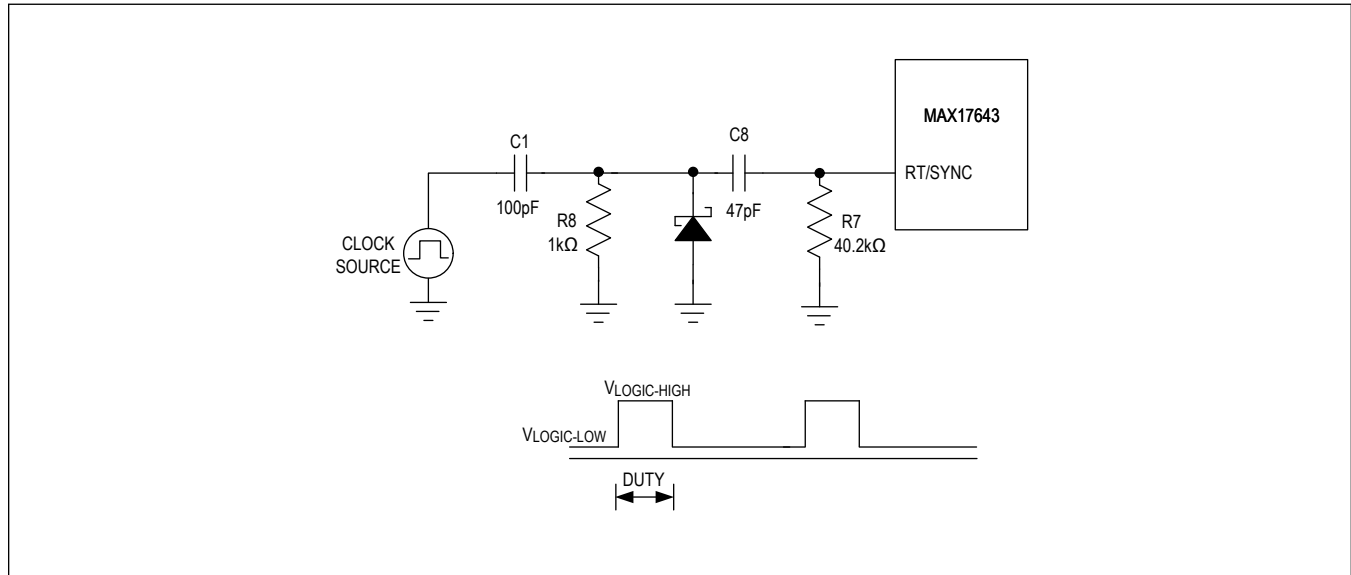 MAX17643
RT/SYNC
C1
100pF
R8
1kΩ
C8
47pF
R7
40.2kΩ
CLOCK
SOURCE
VLOGIC-HIGH
VLOGIC-LOW
DUTY